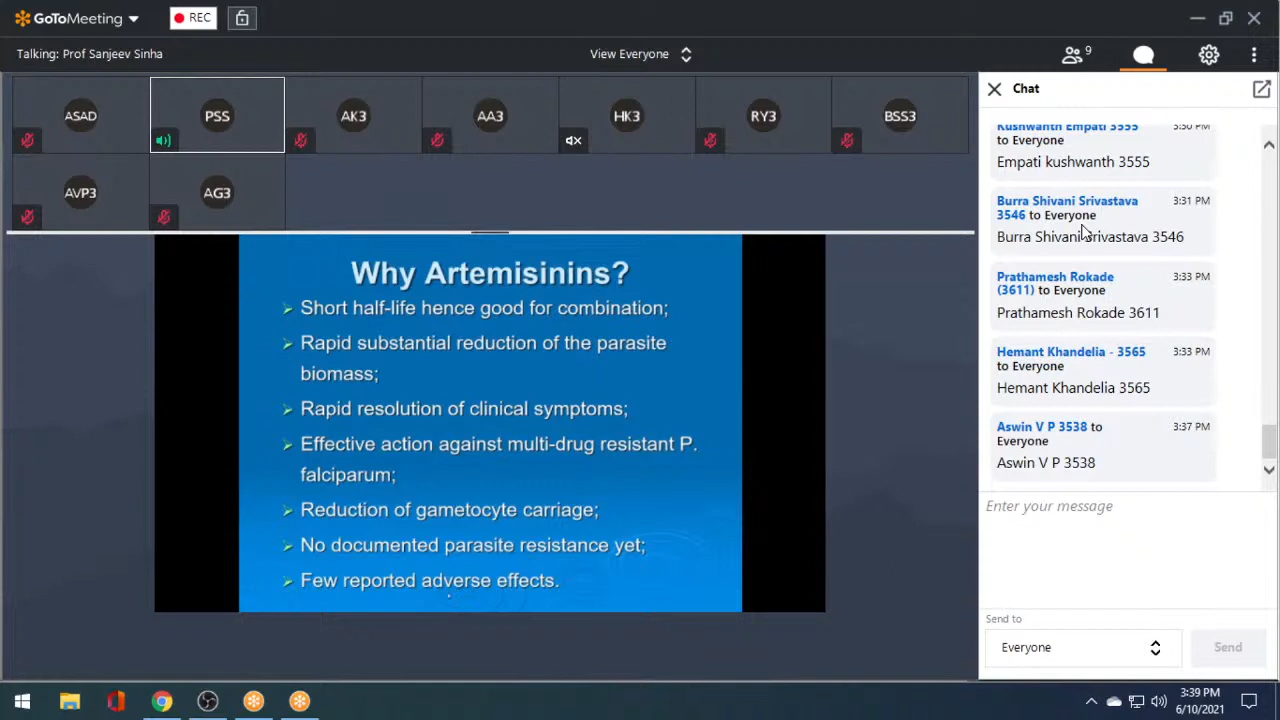 GoToMeeting
REC
Talking: Prof Sanjeev Sinha
View Everyone
9
ASAD
PSS
AK3
AA3
HK3
RY3
BSS3
AVP3
AG3
Why Artemisinins?
Short half-life hence good for combination;
Rapid substantial reduction of the parasite
biomass;
Rapid resolution of clinical symptoms;
Effective action against multi-drug resistant P.
falciparum;
Reduction of gametocyte carriage;
No documented parasite resistance yet;
Few reported adverse effects.
Chat
Kushwanth Empati 3555 3:30 PM
to Everyone
Empati kushwanth 3555
Burra Shivani Srivastava 3:31 PM
3546 to Everyone
Burra Shivani Srivastava 3546
Prathamesh Rokade 3:33 PM
(3611) to Everyone
Prathamesh Rokade 3611
Hemant Khandelia - 3565 3:33 PM
to Everyone
Hemant Khandelia 3565
Aswin V P 3538 to 3:37 PM
Everyone
Aswin V P 3538
Enter your message
Send to
Everyone
Send
3:39 PM
6/10/2021